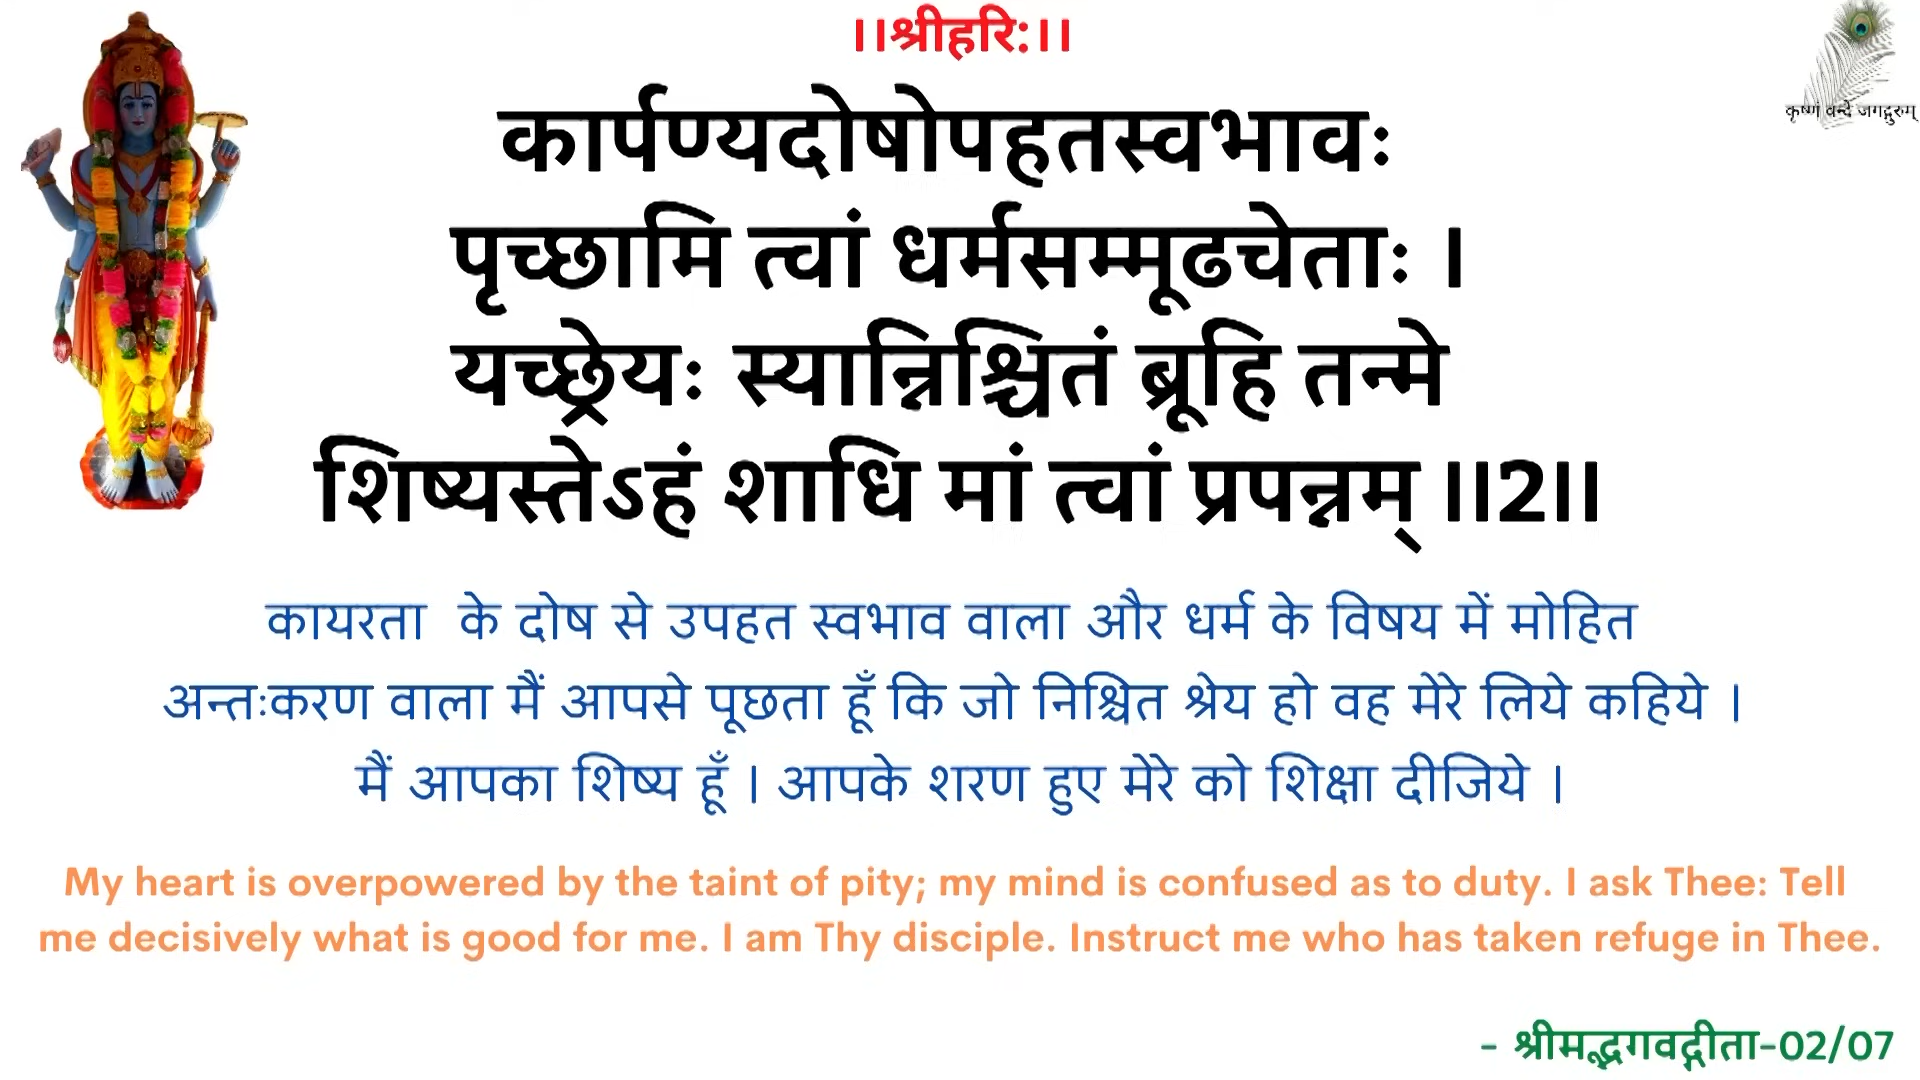 ।।श्रीहरि:।।
कृष्णं वन्दे जगद्गुरुम्
कार्पण्यदोषोपहतस्वभावः
पृच्छामि त्वां धर्मसम्मूढचेताः ।
यच्छ्रेयः स्यान्निश्चितं ब्रूहि तन्मे
शिष्यस्तेऽहं शाधि मां त्वां प्रपन्नम् ।।2।।
कायरता के दोष से उपहत स्वभाव वाला और धर्म के विषय में मोहित
अन्तःकरण वाला मैं आपसे पूछता हूँ कि जो निश्चित श्रेय हो वह मेरे लिये कहिये ।
मैं आपका शिष्य हूँ । आपके शरण हुए मेरे को शिक्षा दीजिये ।
My heart is overpowered by the taint of pity; my mind is confused as to duty. I ask Thee: Tell
me decisively what is good for me. I am Thy disciple. Instruct me who has taken refuge in Thee.
- श्रीमद्भगवद्गीता-02/07